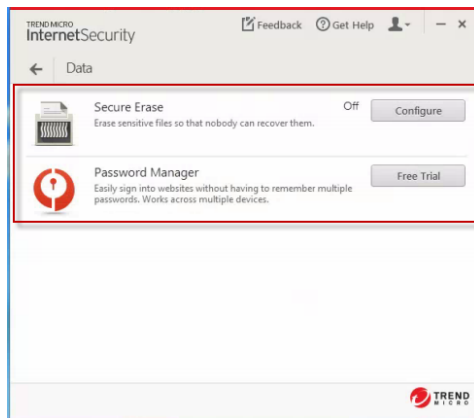 TREND MICRO
InternetSecurity
Feedback
Get Help
Data
Secure Erase
Off
Configure
Erase sensitive files so that nobody can recover them.
Password Manager
Free Trial
Easily sign into websites without having to remember multiple
passwords. Works across multiple devices.
TREND
MICRO